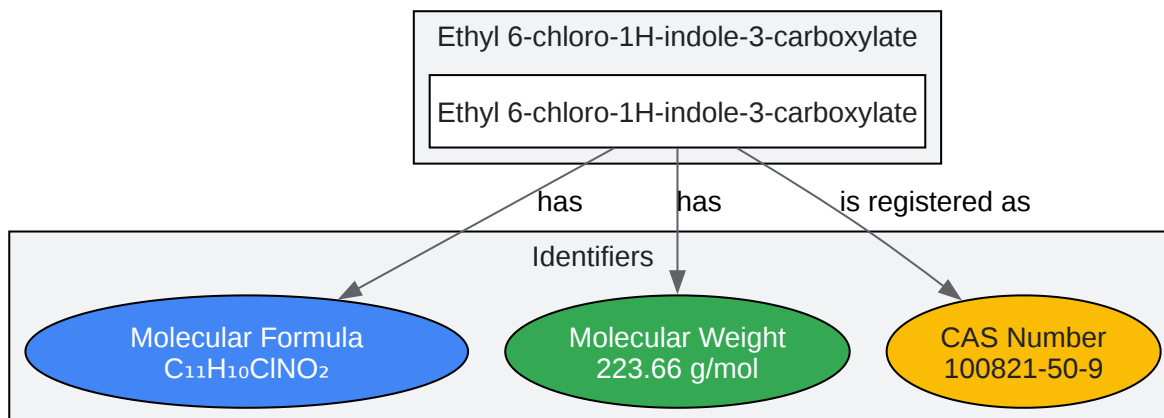 Ethyl 6-chloro-1H-indole-3-carboxylate
Ethyl 6-chloro-1H-indole-3-carboxylate
has
has
is registered as
Identifiers
Molecular Formula
C₁₁H₁₀ClNO₂
Molecular Weight
223.66 g/mol
CAS Number
100821-50-9